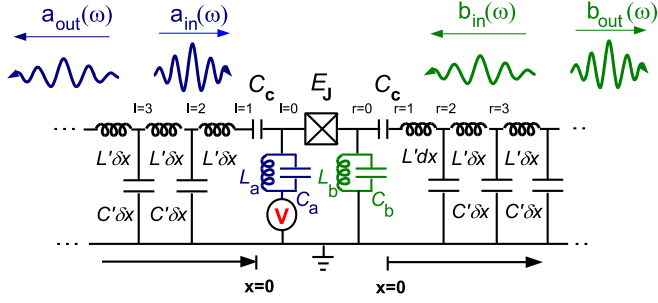 a_out(ω) a_in(ω) b_in(ω) b_out(ω)
C_c E_J C_c
l=3 l=2 l=1 l=0 r=0 r=1 r=2 r=3
L'δx L'δx L'δx L_a L_b L'dx L'δx L'δx
C_a C_b
C'δx C'δx V C'δx C'δx
x=0 x=0